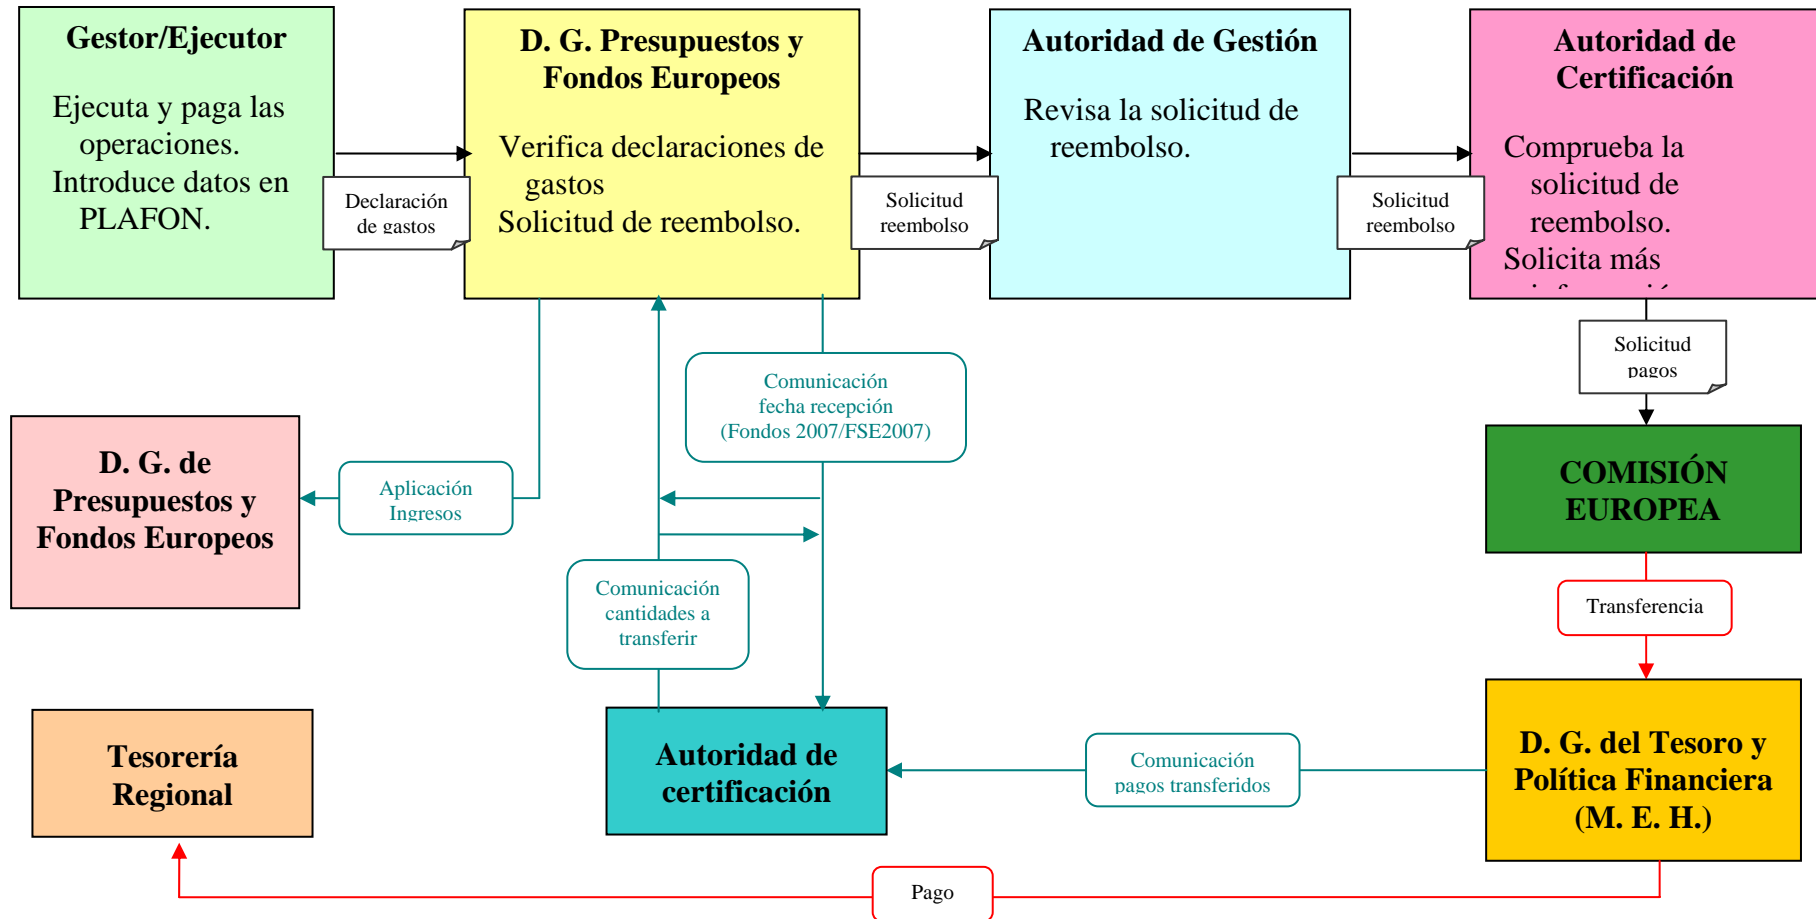 Gestor/Ejecutor
Ejecuta y paga las
operaciones.
Introduce datos en
PLAFON.
Declaración
de gastos
D. G. Presupuestos y
Fondos Europeos
Verifica declaraciones de
gastos
Solicitud de reembolso.
Solicitud
reembolso
Autoridad de Gestión
Revisa la solicitud de
reembolso.
Solicitud
reembolso
Autoridad de
Certificación
Comprueba la
solicitud de
reembolso.
Solicita más
Solicitud
pagos
Comunicación
fecha recepción
(Fondos 2007/FSE2007)
D. G. de
Presupuestos y
Fondos Europeos
Aplicación
Ingresos
COMISIÓN
EUROPEA
Comunicación
cantidades a
transferir
Transferencia
Tesorería
Regional
Autoridad de
certificación
Comunicación
pagos transferidos
D. G. del Tesoro y
Política Financiera
(M. E. H.)
Pago